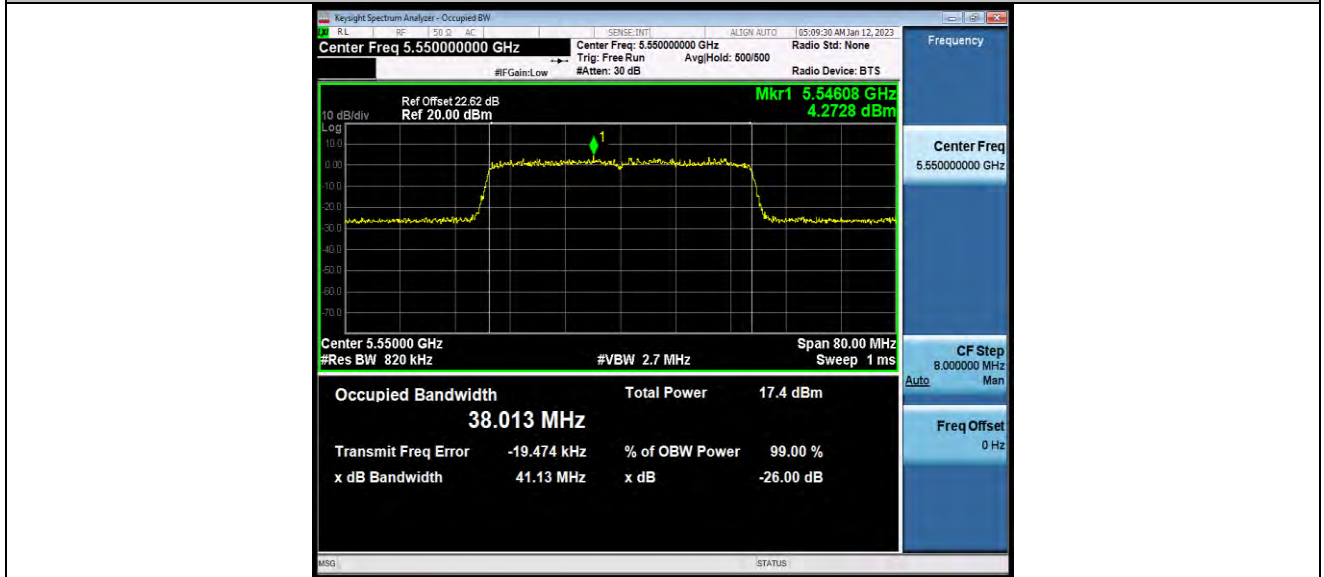 Keysight Spectrum Analyzer - Occupied BW
RL RF 50 Ω AC SENSE:INT ALIGN AUTO 05:09:30 AM Jan 12, 2023
Center Freq 5.550000000 GHz
Center Freq: 5.550000000 GHz Radio Std: None
Trig: Free Run Avg|Hold: 500/500
#IFGain:Low #Atten: 30 dB Radio Device: BTS
Frequency
Mkr1 5.54608 GHz
4.2728 dBm
Ref Offset 22.62 dB
10 dB/div Ref 20.00 dBm
Log
10.0
0.00
-10.0
-20.0
-30.0
-40.0
-50.0
-60.0
-70.0
1
Center 5.55000 GHz Span 80.00 MHz
#Res BW 820 kHz #VBW 2.7 MHz Sweep 1 ms
Center Freq
5.550000000 GHz
CF Step
8.000000 MHz
Auto Man
Freq Offset
0 Hz
Occupied Bandwidth Total Power 17.4 dBm
38.013 MHz
Transmit Freq Error -19.474 kHz % of OBW Power 99.00 %
x dB Bandwidth 41.13 MHz x dB -26.00 dB
MSG STATUS